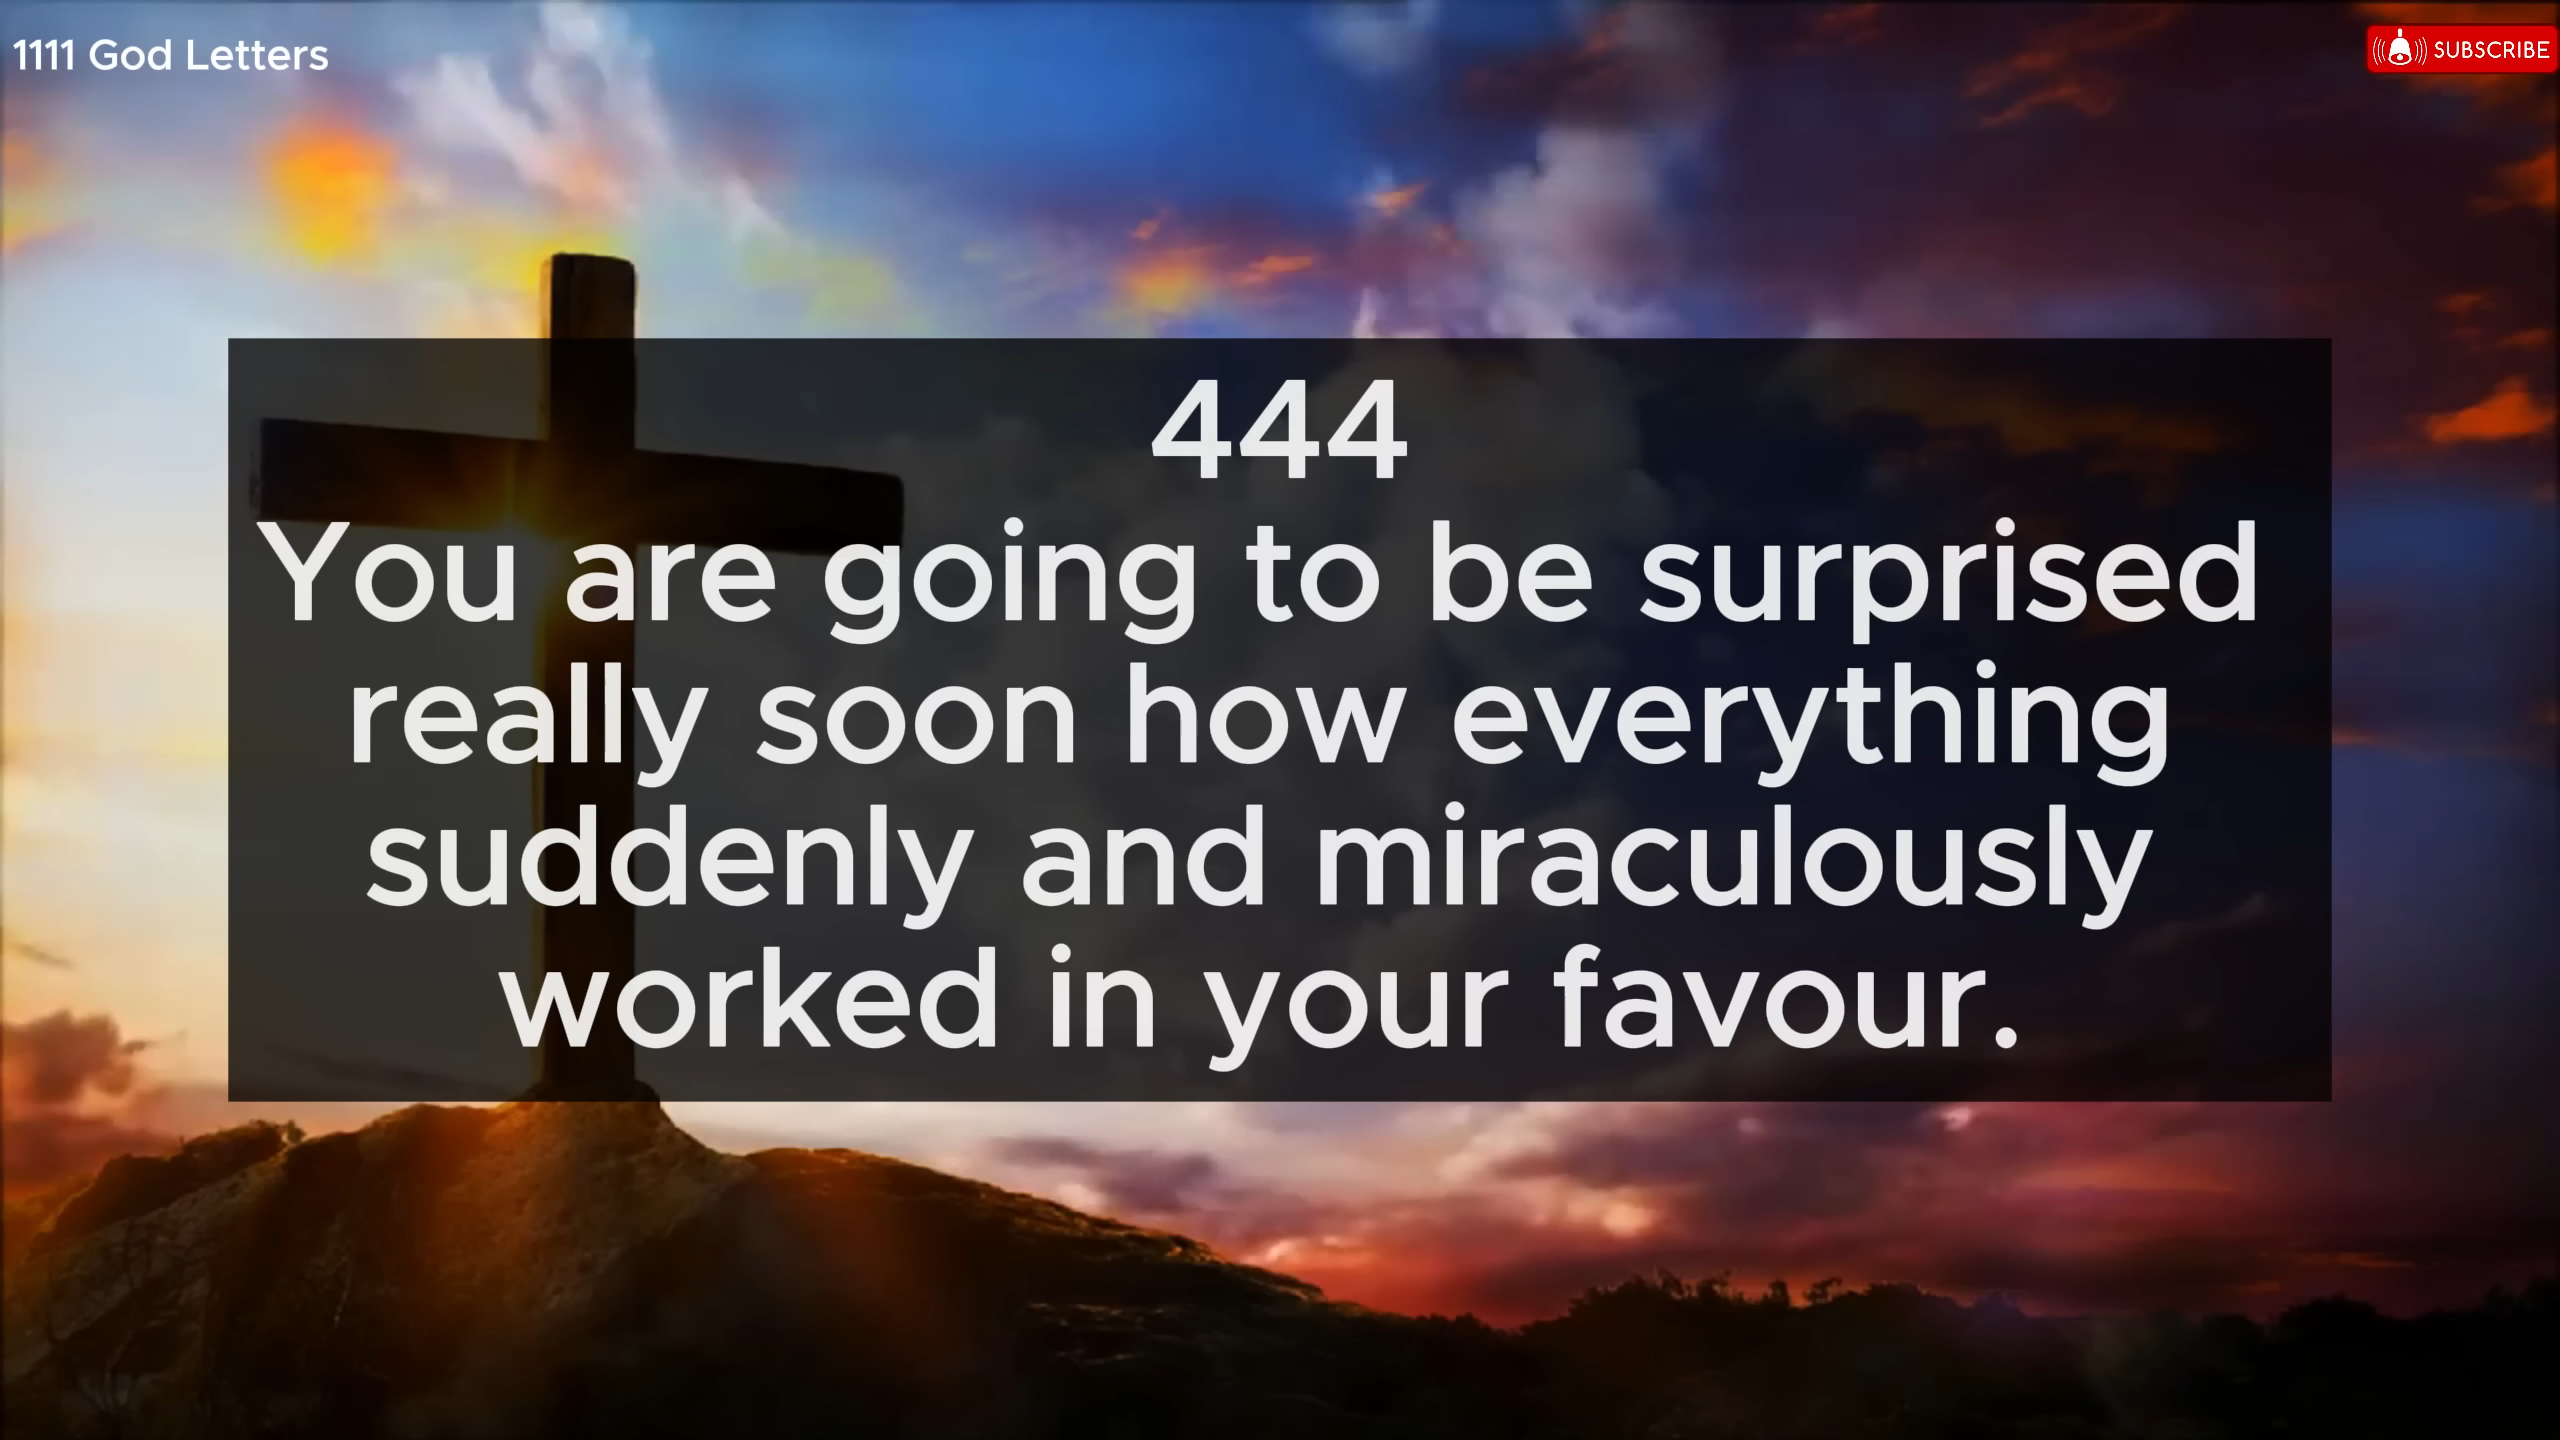 1111 God Letters
SUBSCRIBE
444
You are going to be surprised
really soon how everything
suddenly and miraculously
worked in your favour.